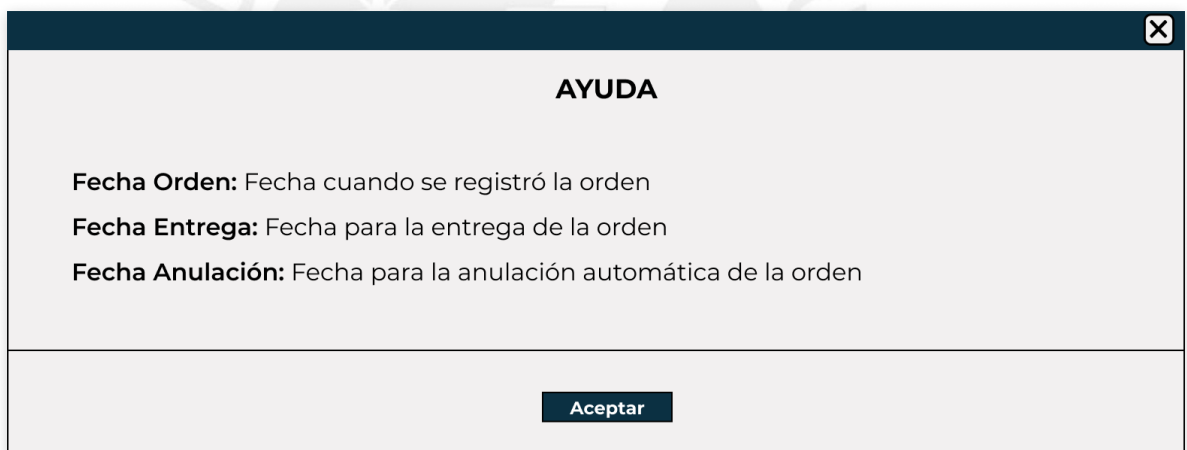 AYUDA
Fecha Orden: Fecha cuando se registró la orden
Fecha Entrega: Fecha para la entrega de la orden
Fecha Anulación: Fecha para la anulación automática de la orden
Aceptar